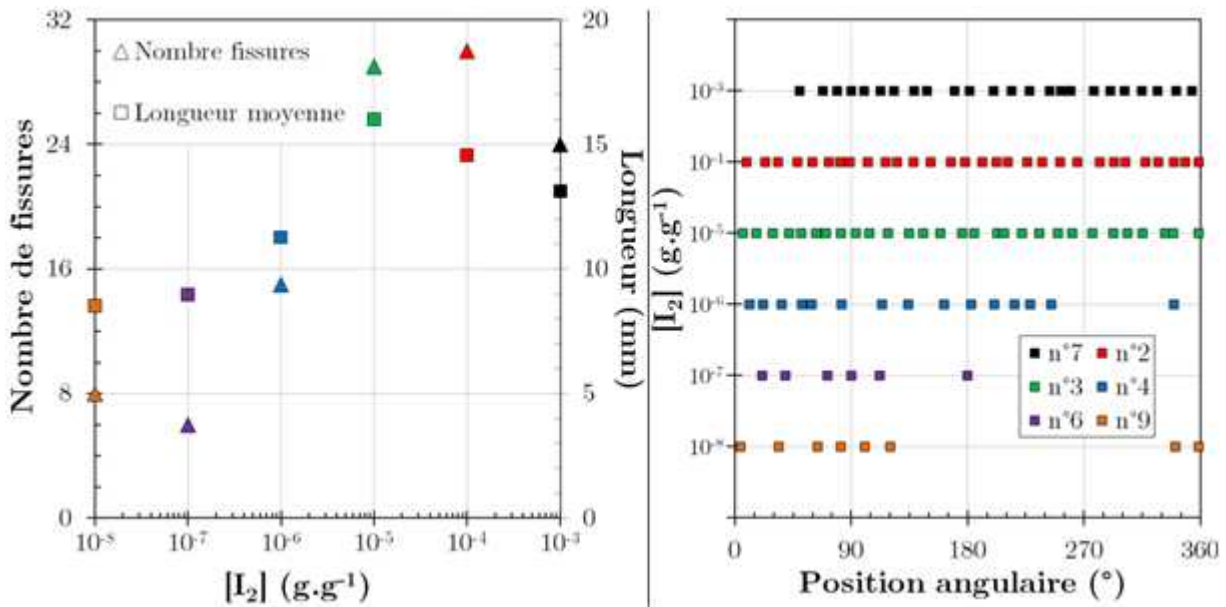 32
24
16
8
0
Nombre de fissures
△ Nombre fissures
□ Longueur moyenne
20
15
10
5
0
Longueur (mm)
10⁻⁸ 10⁻⁷ 10⁻⁶ 10⁻⁵ 10⁻⁴ 10⁻³
[I₂] (g.g⁻¹)
[I₂] (g.g⁻¹)
10⁻³
10⁻¹
10⁻⁵
10⁻⁶
10⁻⁷
10⁻⁸
n°7 n°2
n°3 n°4
n°6 n°9
0 90 180 270 360
Position angulaire (°)